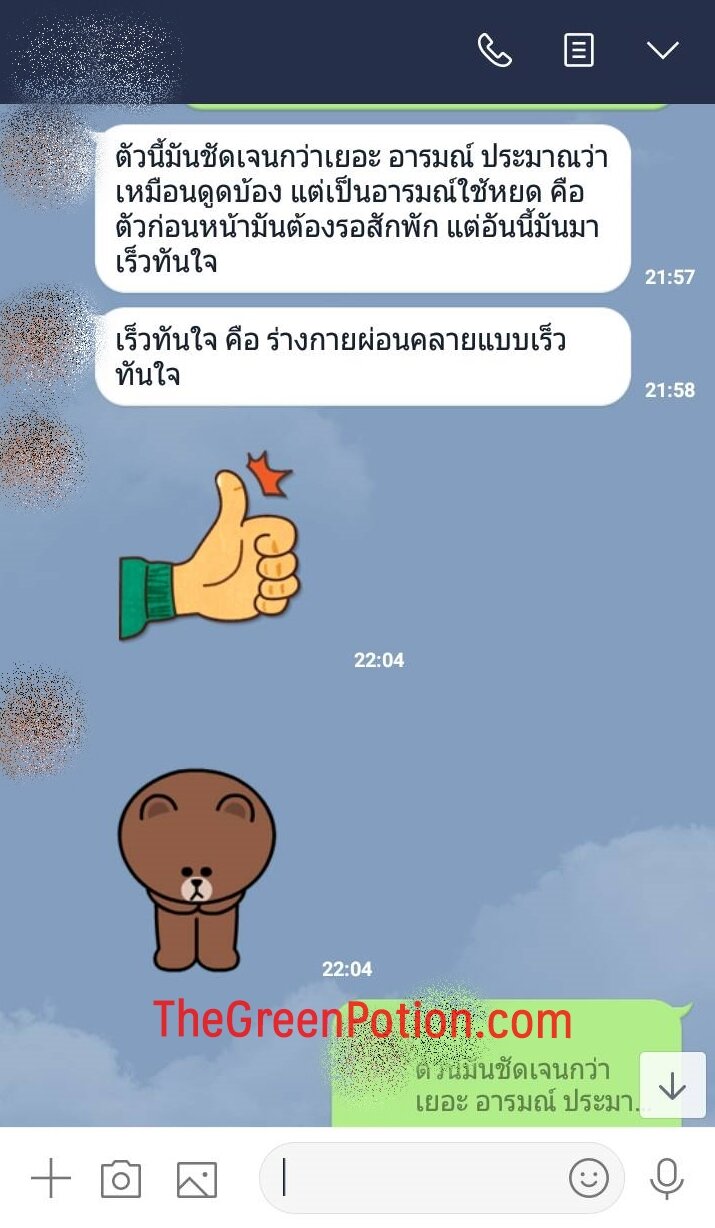 ตัวนี้มันชัดเจนกว่าเยอะ อารมณ์ ประมาณว่า
เหมือนดูดบ้อง แต่เป็นอารมณ์ใช้หยด คือ
ตัวก่อนหน้ามันต้องรอสักพัก แต่อันนี้มันมา
เร็วทันใจ
21:57
เร็วทันใจ คือ ร่างกายผ่อนคลายแบบเร็ว
ทันใจ
21:58
22:04
22:04
TheGreenPotion.com
ตัวนี้มันชัดเจนกว่า
เยอะ อารมณ์ ประมา...